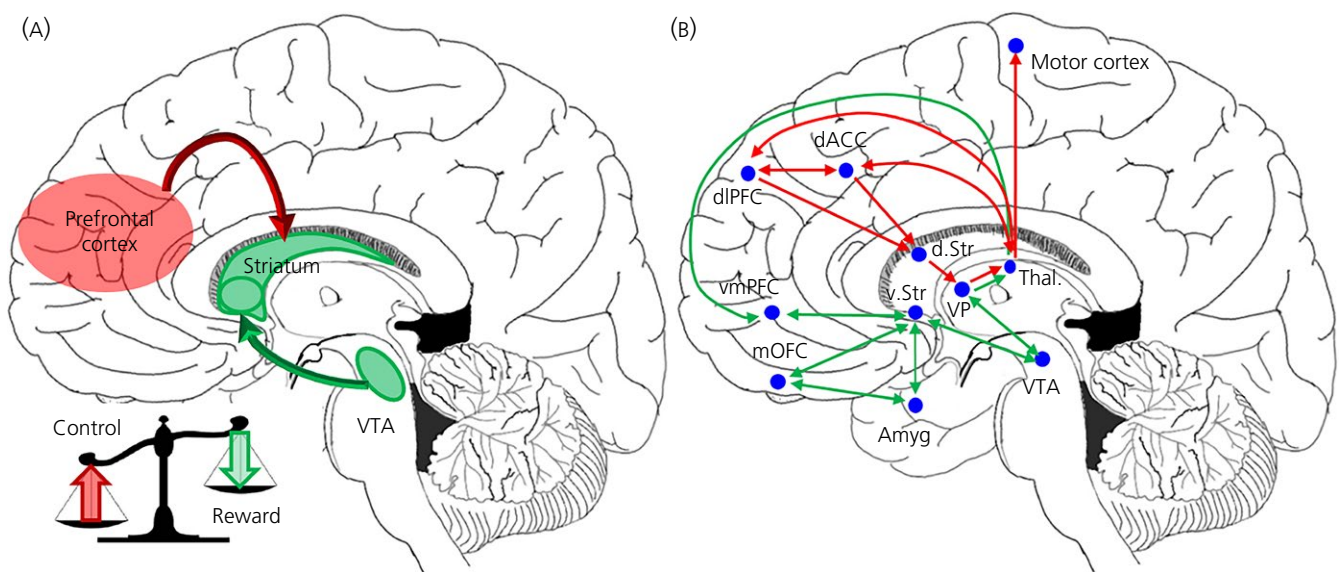 (A)
Prefrontal
cortex
Striatum
VTA
Control
Reward
(B)
Motor cortex
dACC
dlPFC
d.Str
Thal.
vmPFC
v.Str
VP
mOFC
VTA
Amyg